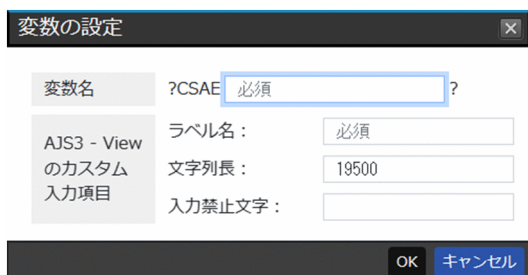 変数の設定
変数名 ?CSAE 必須 ?
AJS3 - View
のカスタム
入力項目
ラベル名： 必須
文字列長： 19500
入力禁止文字：
OK キャンセル